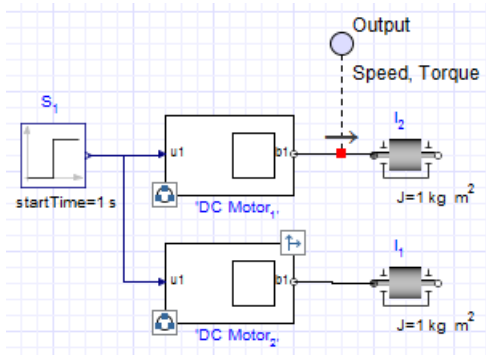 Output
Speed, Torque
S₁
startTime=1 s
u1
b1
'DC Motor₁'
I₂
J=1 kg m²
u1
b1
'DC Motor₂'
I₁
J=1 kg m²